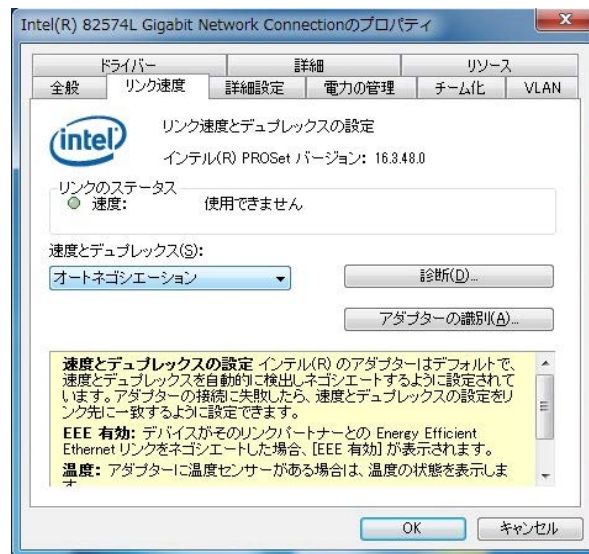 Intel(R) 82574L Gigabit Network Connectionのプロパティ
ドライバー 詳細 リソース
全般 リンク速度 詳細設定 電力の管理 チーム化 VLAN
intel
リンク速度とデュプレックスの設定
インテル(R) PROSet バージョン: 16.3.48.0
リンクのステータス
速度: 使用できません
速度とデュプレックス(S):
オートネゴシエーション 診断(D)...
アダプターの識別(A)...
速度とデュプレックスの設定 インテル(R) のアダプターはデフォルトで、
速度とデュプレックスを自動的に検出しネゴシエートするように設定されて
います。アダプターの接続に失敗したら、速度とデュプレックスの設定をリ
ンク先に一致するように設定できます。
EEE 有効: デバイスがそのリンクパートナーとの Energy Efficient
Ethernet リンクをネゴシエートした場合、[EEE 有効] が表示されます。
温度: アダプターに温度センサーがある場合は、温度の状態を表示しま
OK キャンセル